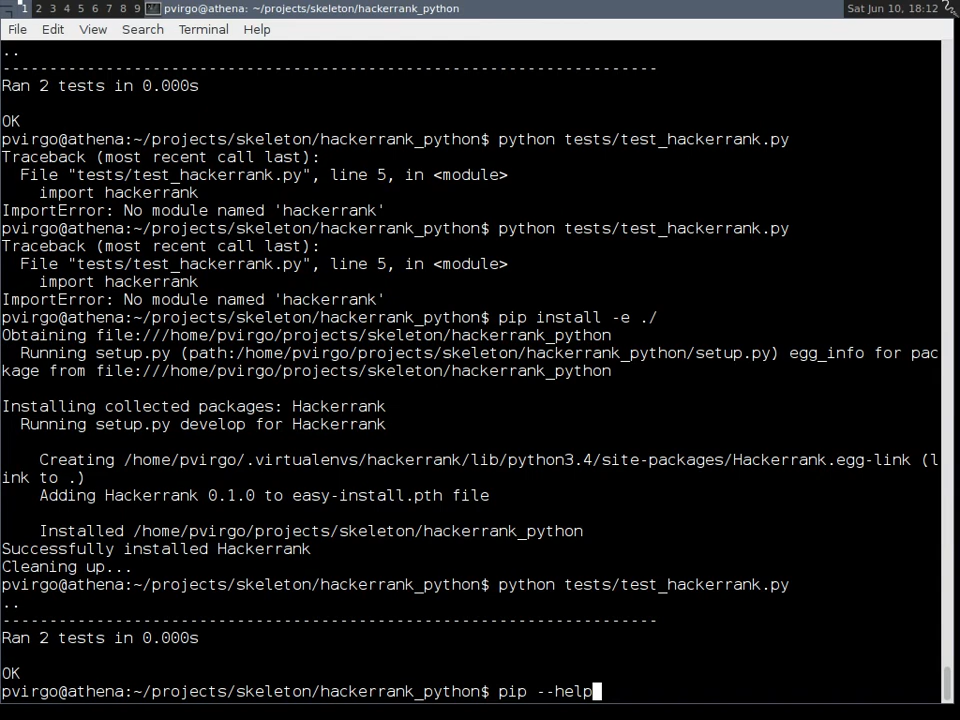 1 2 3 4 5 6 7 8 9 pvirgo@athena: ~/projects/skeleton/hackerrank_python Sat Jun 10, 18:12
File Edit View Search Terminal Help
..
----------------------------------------------------------------------
Ran 2 tests in 0.000s
OK
pvirgo@athena:~/projects/skeleton/hackerrank_python$ python tests/test_hackerrank.py
Traceback (most recent call last):
  File "tests/test_hackerrank.py", line 5, in <module>
    import hackerrank
ImportError: No module named 'hackerrank'
pvirgo@athena:~/projects/skeleton/hackerrank_python$ python tests/test_hackerrank.py
Traceback (most recent call last):
  File "tests/test_hackerrank.py", line 5, in <module>
    import hackerrank
ImportError: No module named 'hackerrank'
pvirgo@athena:~/projects/skeleton/hackerrank_python$ pip install -e ./
Obtaining file:///home/pvirgo/projects/skeleton/hackerrank_python
  Running setup.py (path:/home/pvirgo/projects/skeleton/hackerrank_python/setup.py) egg_info for pac
kage from file:///home/pvirgo/projects/skeleton/hackerrank_python
Installing collected packages: Hackerrank
  Running setup.py develop for Hackerrank
    Creating /home/pvirgo/.virtualenvs/hackerrank/lib/python3.4/site-packages/Hackerrank.egg-link (l
ink to .)
    Adding Hackerrank 0.1.0 to easy-install.pth file
    Installed /home/pvirgo/projects/skeleton/hackerrank_python
Successfully installed Hackerrank
Cleaning up...
pvirgo@athena:~/projects/skeleton/hackerrank_python$ python tests/test_hackerrank.py
..
----------------------------------------------------------------------
Ran 2 tests in 0.000s
OK
pvirgo@athena:~/projects/skeleton/hackerrank_python$ pip --help